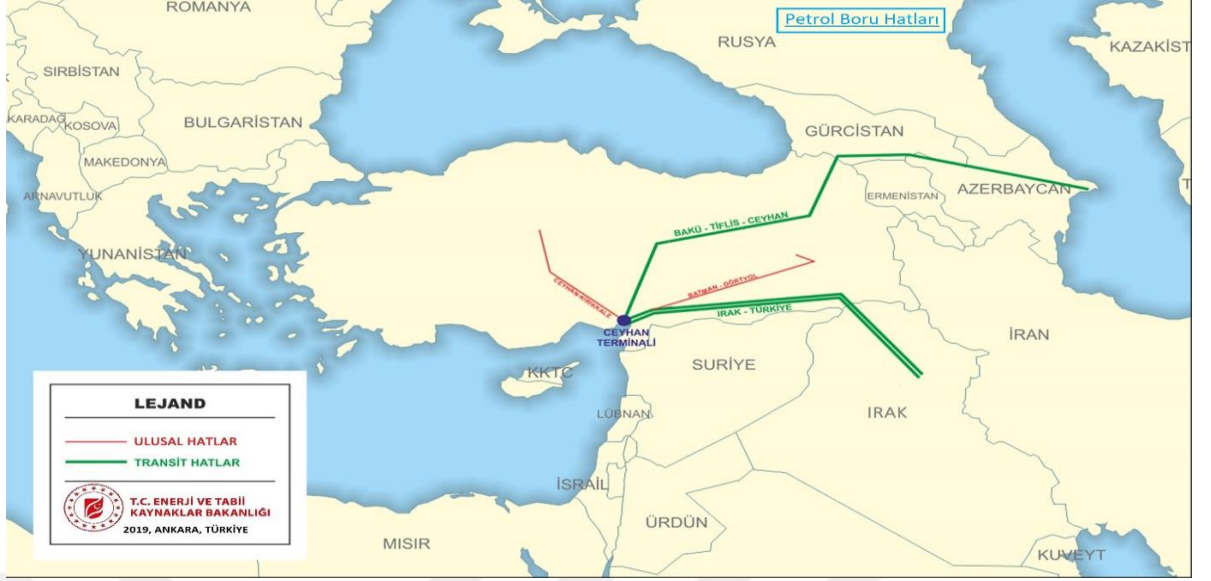 ROMANYA
Petrol Boru Hatları
RUSYA
KAZAKİST
SIRBİSTAN
KARADAĞ
KOSOVA
BULGARİSTAN
GÜRCİSTAN
MAKEDONYA
ARNAVUTLUK
ERMENİSTAN
AZERBAYCAN
T
BAKÜ - TİFLİS - CEYHAN
YUNANİSTAN
CEYHAN-KIRIKKALE
BATMAN - DÖRTYOL
IRAK - TÜRKİYE
CEYHAN
TERMİNALİ
İRAN
SURİYE
KKTC
LÜBNAN
IRAK
LEJAND
ULUSAL HATLAR
TRANSİT HATLAR
T.C. ENERJİ VE TABİİ
KAYNAKLAR BAKANLIĞI
2019, ANKARA, TÜRKİYE
İSRAİL
ÜRDÜN
MISIR
KUVEYT